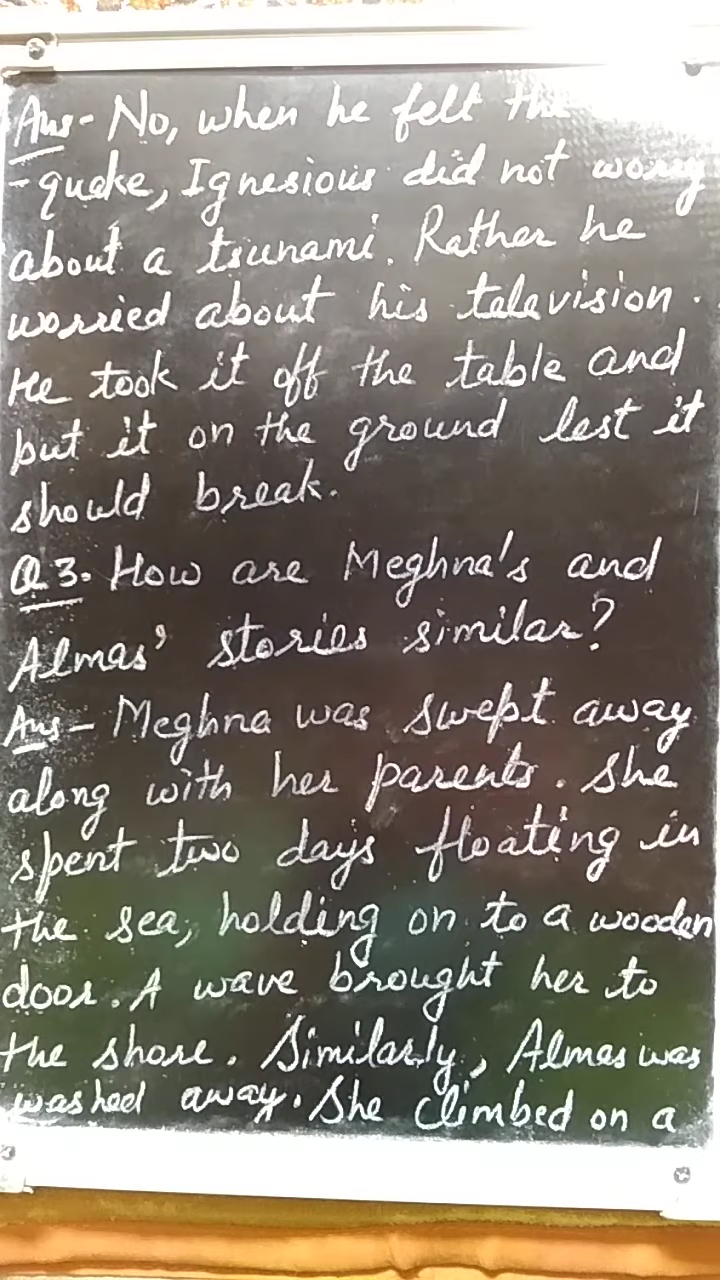 Ans- No, when he felt the
-quake, Ignesious did not worry
about a tsunami. Rather he
worried about his television.
He took it off the table and
put it on the ground lest it
should break.
Q3. How are Meghna's and
Almas' stories similar?
Ans- Meghna was swept away
along with her parents. She
spent two days floating in
the sea, holding on to a wooden
door. A wave brought her to
the shore. Similarly, Almas was
washed away. She climbed on a